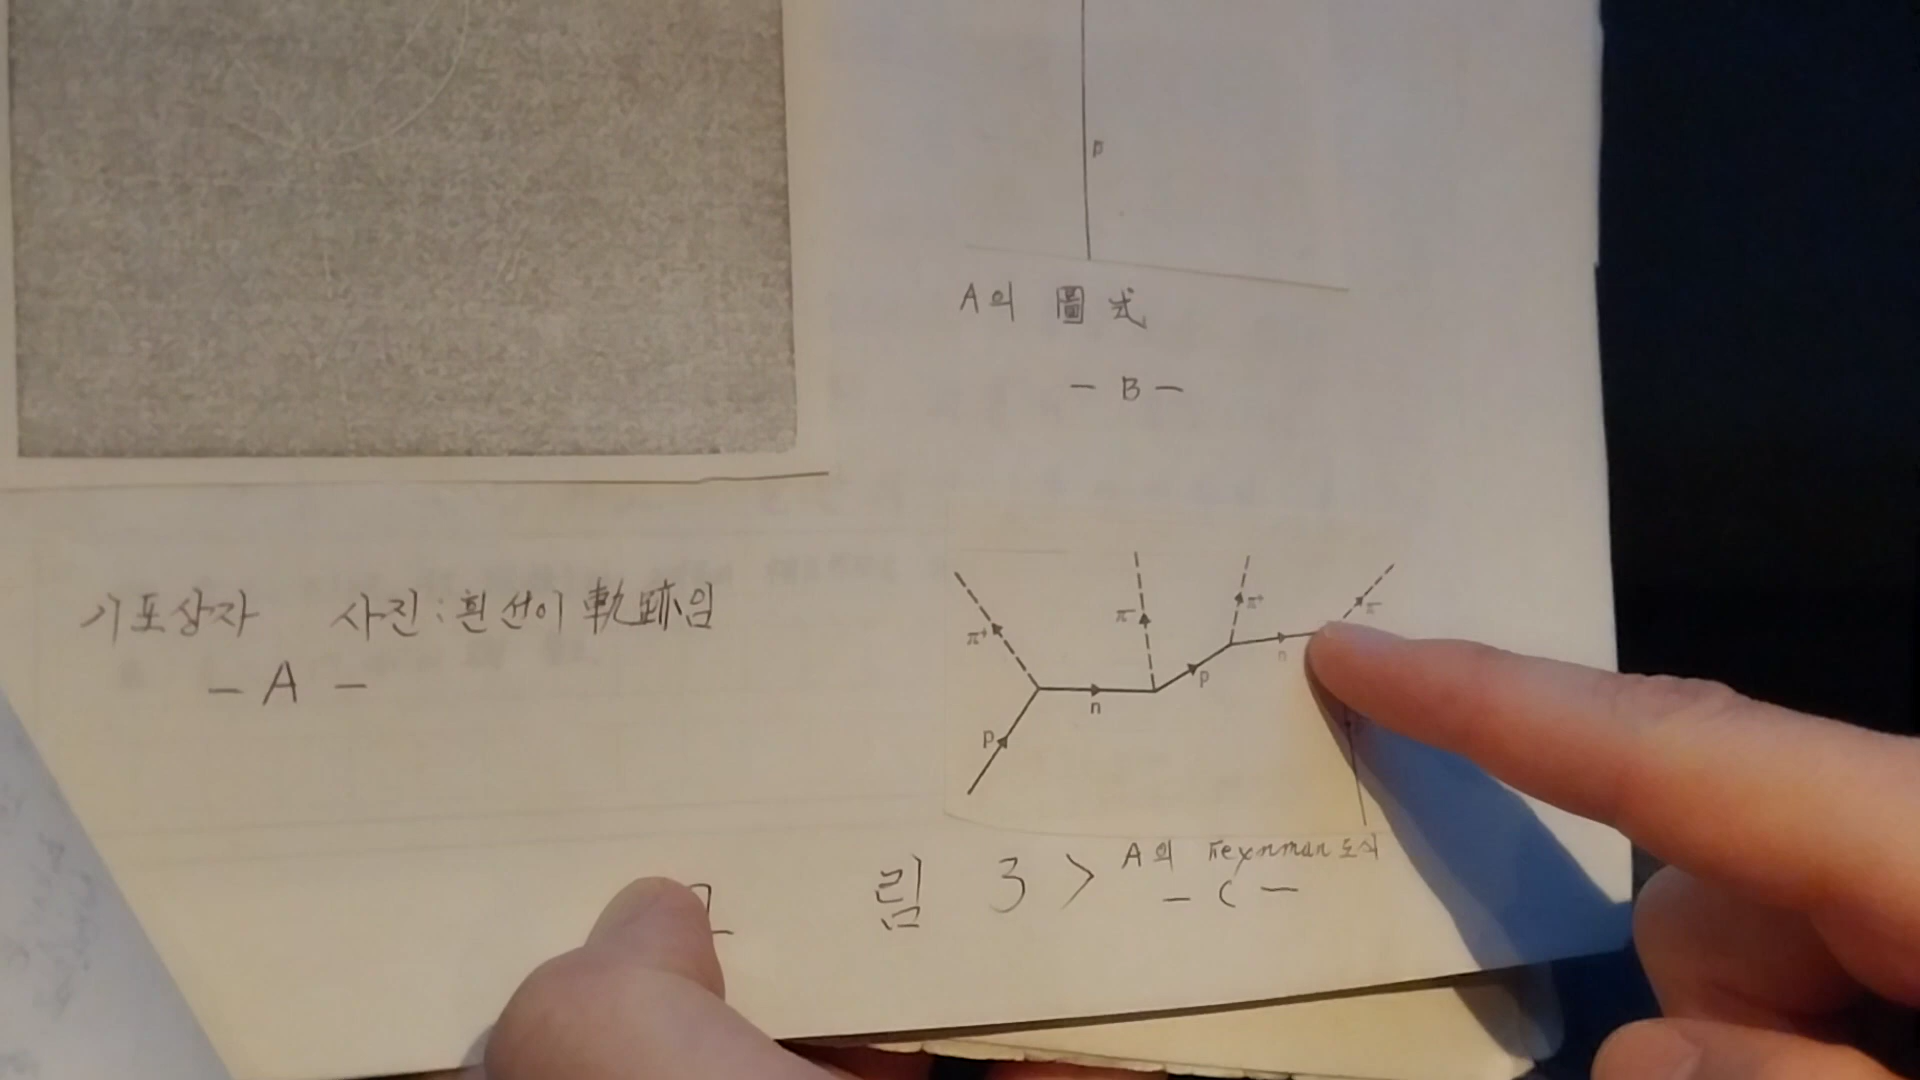 p
A의 圖式
- B -
기포상자 사진 : 흰선이 軌跡임
- A -
π⁺
π⁻
π⁺
π⁻
n
p
n
p
림 3 >
A의 Feynman 도식
- C -